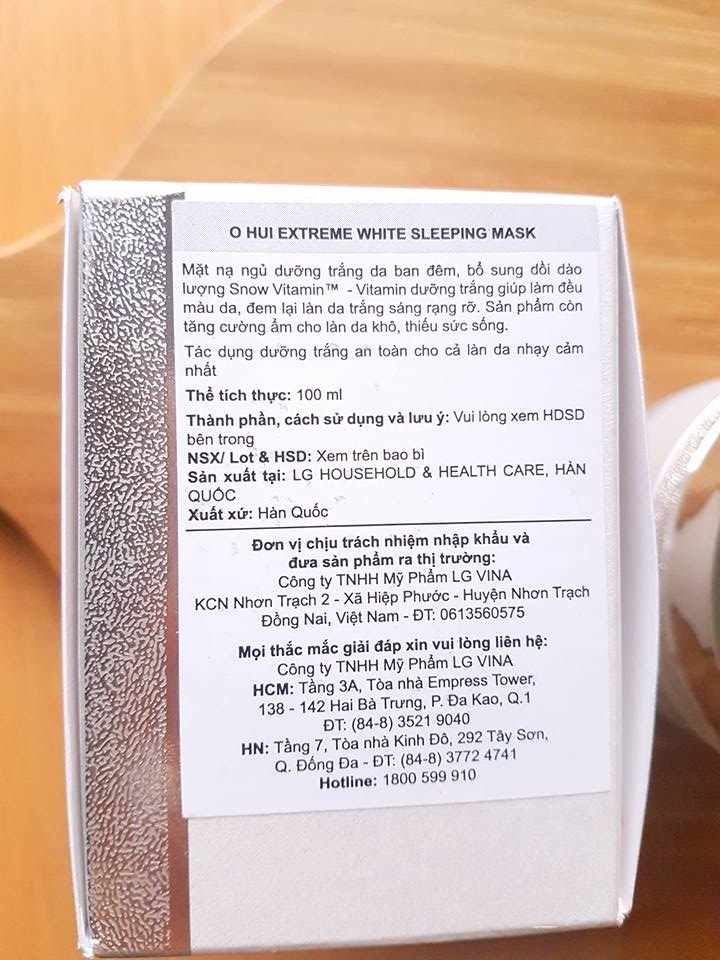 O HUI EXTREME WHITE SLEEPING MASK
Mặt nạ ngủ dưỡng trắng da ban đêm, bổ sung dồi dào
lượng Snow Vitamin™ - Vitamin dưỡng trắng giúp làm đều
màu da, đem lại làn da trắng sáng rạng rỡ. Sản phẩm còn
tăng cường ẩm cho làn da khô, thiếu sức sống.
Tác dụng dưỡng trắng an toàn cho cả làn da nhạy cảm
nhất
Thể tích thực: 100 ml
Thành phần, cách sử dụng và lưu ý: Vui lòng xem HDSD
bên trong
NSX/ Lot & HSD: Xem trên bao bì
Sản xuất tại: LG HOUSEHOLD & HEALTH CARE, HÀN
QUỐC
Xuất xứ: Hàn Quốc
Đơn vị chịu trách nhiệm nhập khẩu và
đưa sản phẩm ra thị trường:
Công ty TNHH Mỹ Phẩm LG VINA
KCN Nhơn Trạch 2 - Xã Hiệp Phước - Huyện Nhơn Trạch
Đồng Nai, Việt Nam - ĐT: 0613560575
Mọi thắc mắc giải đáp xin vui lòng liên hệ:
Công ty TNHH Mỹ Phẩm LG VINA
HCM: Tầng 3A, Tòa nhà Empress Tower,
138 - 142 Hai Bà Trưng, P. Đa Kao, Q.1
ĐT: (84-8) 3521 9040
HN: Tầng 7, Tòa nhà Kinh Đô, 292 Tây Sơn,
Q. Đống Đa - ĐT: (84-8) 3772 4741
Hotline: 1800 599 910